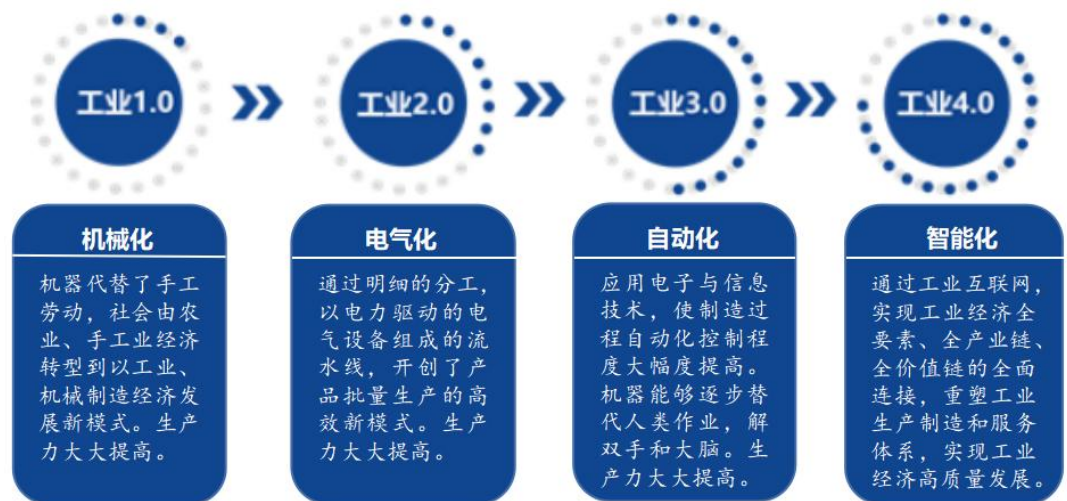 工业1.0
工业2.0
工业3.0
工业4.0
机械化
机器代替了手工
劳动，社会由农
业、手工业经济
转型到以工业、
机械制造经济发
展新模式。生产
力大大提高。
电气化
通过明细的分工，
以电力驱动的电
气设备组成的流
水线，开创了产
品批量生产的高
效新模式。生产
力大大提高。
自动化
应用电子与信息
技术，使制造过
程自动化控制程
度大幅度提高。
机器能够逐步替
代人类作业，解
双手和大脑。生
产力大大提高。
智能化
通过工业互联网，
实现工业经济全
要素、全产业链、
全价值链的全面
连接，重塑工业
生产制造和服务
体系，实现工业
经济高质量发展。